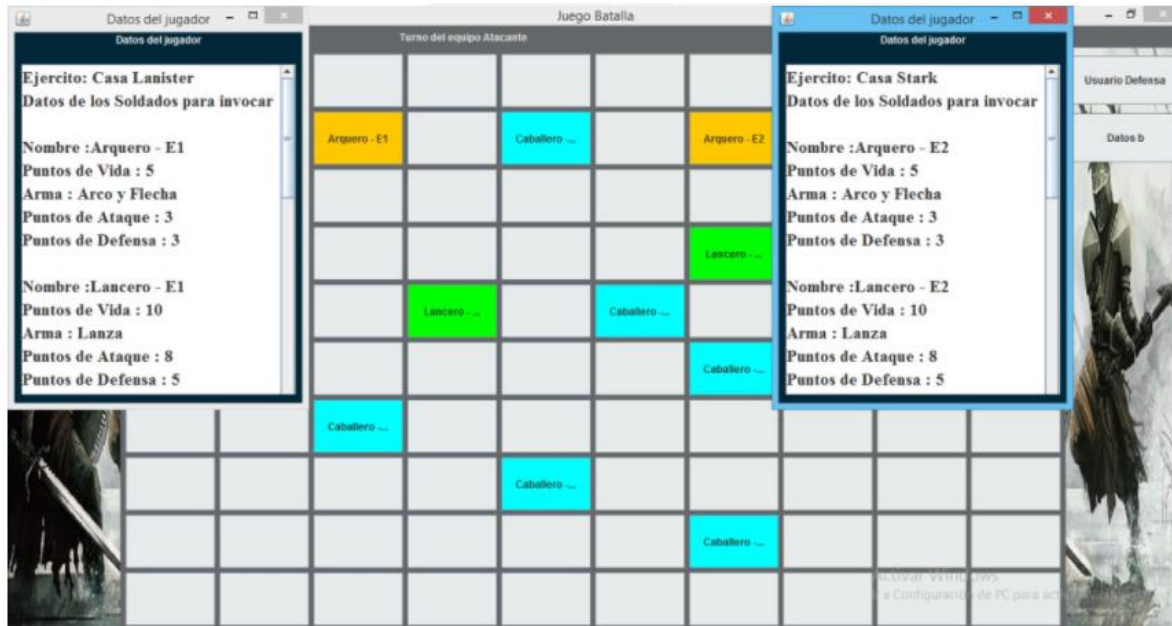 Datos del jugador
Datos del jugador
Ejercito: Casa Lanister
Datos de los Soldados para invocar
Nombre :Arquero - E1
Puntos de Vida : 5
Arma : Arco y Flecha
Puntos de Ataque : 3
Puntos de Defensa : 3
Nombre :Lancero - E1
Puntos de Vida : 10
Arma : Lanza
Puntos de Ataque : 8
Puntos de Defensa : 5
Juego Batalla
Turno del equipo Atacante
Arquero - E1
Caballero -...
Arquero - E2
Lancero -...
Lancero -...
Caballero -...
Caballero -...
Caballero -...
Caballero -...
Caballero -...
Datos del jugador
Datos del jugador
Ejercito: Casa Stark
Datos de los Soldados para invocar
Nombre :Arquero - E2
Puntos de Vida : 5
Arma : Arco y Flecha
Puntos de Ataque : 3
Puntos de Defensa : 3
Nombre :Lancero - E2
Puntos de Vida : 10
Arma : Lanza
Puntos de Ataque : 8
Puntos de Defensa : 5
Usuario Defensa
Datos b
Activar Windows
a Configuración de PC para act